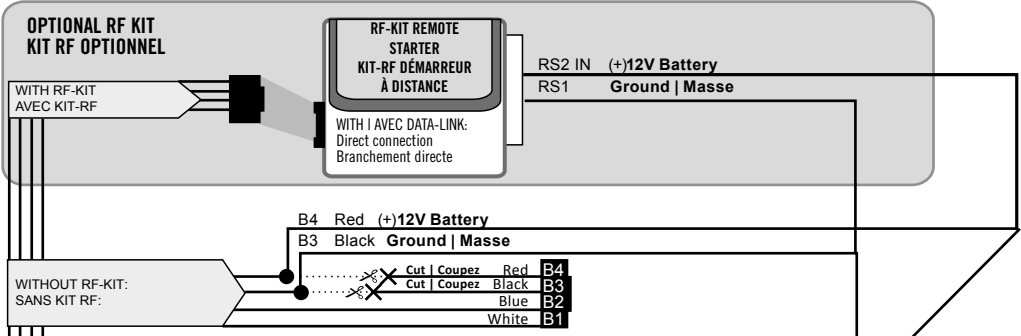 OPTIONAL RF KIT
KIT RF OPTIONNEL
RF-KIT REMOTE
STARTER
KIT-RF DÉMARREUR
À DISTANCE
RS2 IN (+)12V Battery
RS1 Ground | Masse
WITH RF-KIT
AVEC KIT-RF
WITH | AVEC DATA-LINK:
Direct connection
Branchement directe
B4 Red (+)12V Battery
B3 Black Ground | Masse
WITHOUT RF-KIT:
SANS KIT RF:
Cut | Coupez Red B4
Cut | Coupez Black B3
Blue B2
White B1